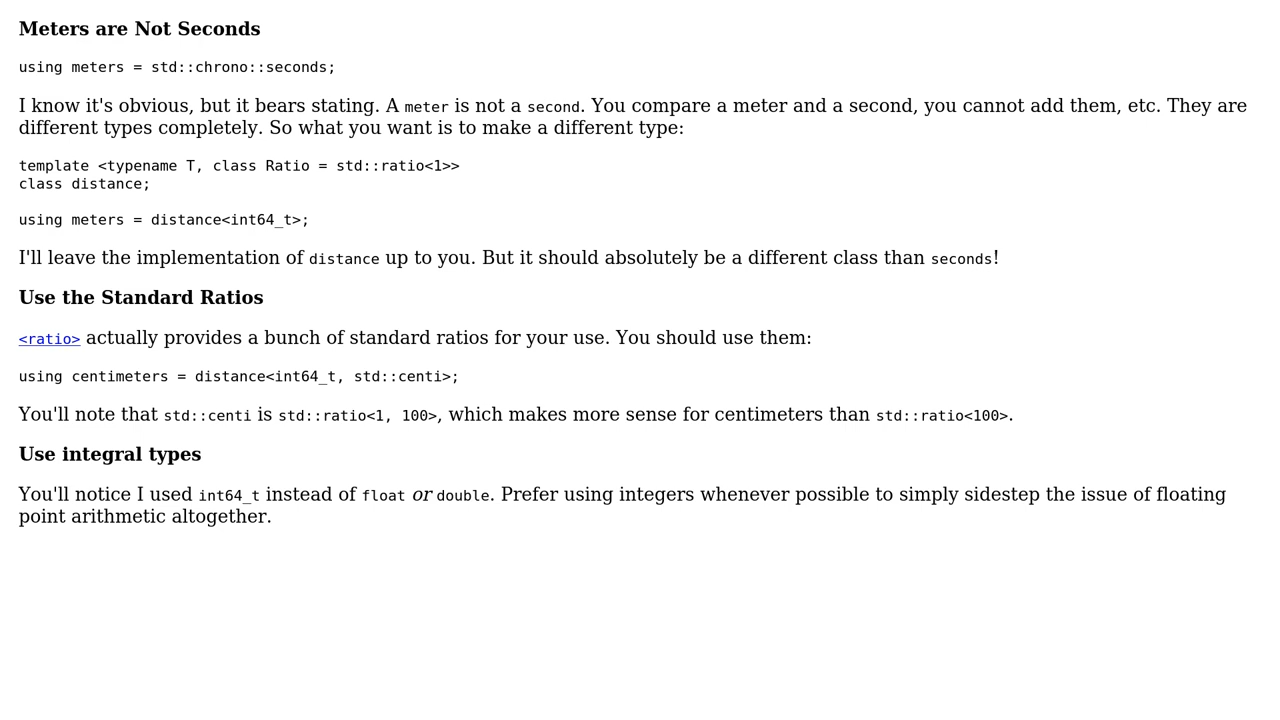 Meters are Not Seconds
using meters = std::chrono::seconds;
I know it's obvious, but it bears stating. A meter is not a second. You compare a meter and a second, you cannot add them, etc. They are
different types completely. So what you want is to make a different type:
template <typename T, class Ratio = std::ratio<1>>
class distance;
using meters = distance<int64_t>;
I'll leave the implementation of distance up to you. But it should absolutely be a different class than seconds!
Use the Standard Ratios
<ratio> actually provides a bunch of standard ratios for your use. You should use them:
using centimeters = distance<int64_t, std::centi>;
You'll note that std::centi is std::ratio<1, 100>, which makes more sense for centimeters than std::ratio<100>.
Use integral types
You'll notice I used int64_t instead of float or double. Prefer using integers whenever possible to simply sidestep the issue of floating
point arithmetic altogether.